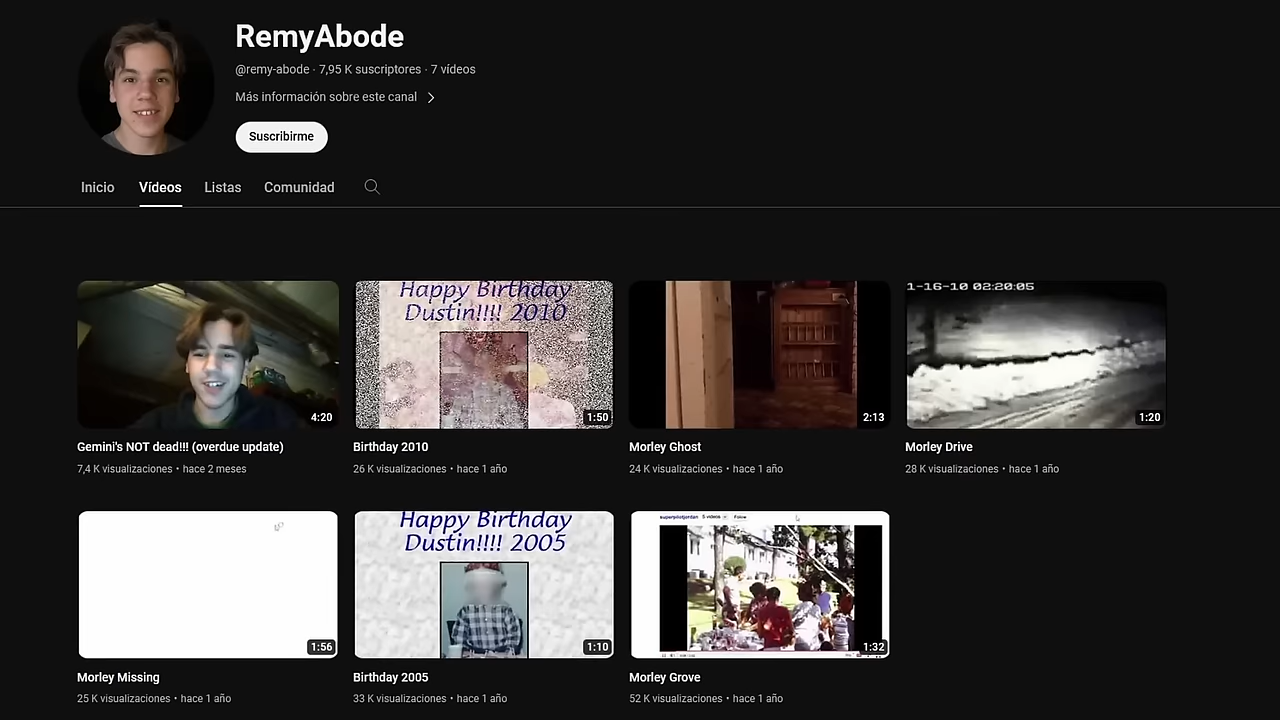 RemyAbode
@remy-abode · 7,95 K suscriptores · 7 vídeos
Más información sobre este canal
Suscribirme
Inicio Vídeos Listas Comunidad
4:20
Happy Birthday
Dustin!!!! 2010
1:50
2:13
1-16-10 02:20:05
1:20
Gemini's NOT dead!!! (overdue update) Birthday 2010 Morley Ghost Morley Drive
7,4 K visualizaciones • hace 2 meses 26 K visualizaciones • hace 1 año 24 K visualizaciones • hace 1 año 28 K visualizaciones • hace 1 año
1:56
Happy Birthday
Dustin!!!! 2005
1:10
superpilotjordan 5 videos Follow
1:32
Morley Missing Birthday 2005 Morley Grove
25 K visualizaciones • hace 1 año 33 K visualizaciones • hace 1 año 52 K visualizaciones • hace 1 año